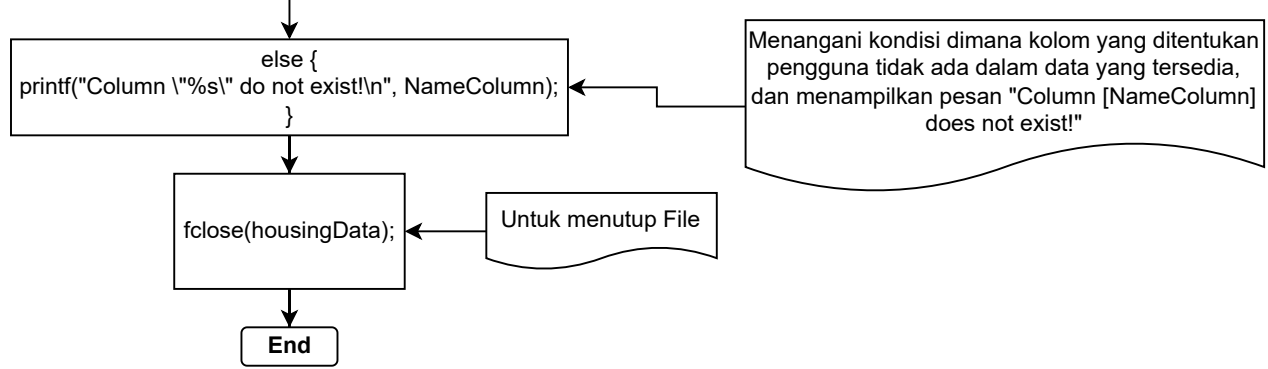 else {
printf("Column \"%s\" do not exist!\n", NameColumn);
}
Menangani kondisi dimana kolom yang ditentukan
pengguna tidak ada dalam data yang tersedia,
dan menampilkan pesan "Column [NameColumn]
does not exist!"
fclose(housingData);
Untuk menutup File
End